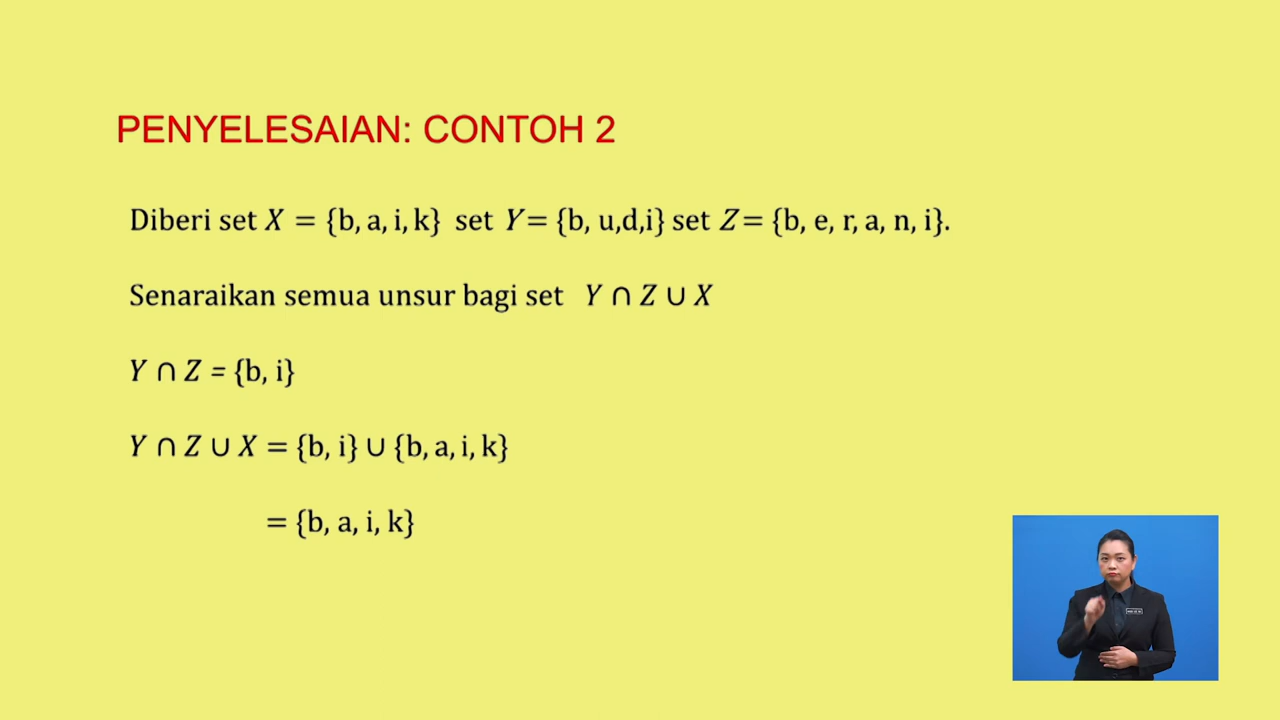 PENYELESAIAN: CONTOH 2
Diberi set X = {b, a, i, k} set Y= {b, u,d,i} set Z= {b, e, r, a, n, i}.
Senaraikan semua unsur bagi set Y ∩ Z ∪ X
Y ∩ Z = {b, i}
Y ∩ Z ∪ X = {b, i} ∪ {b, a, i, k}
= {b, a, i, k}